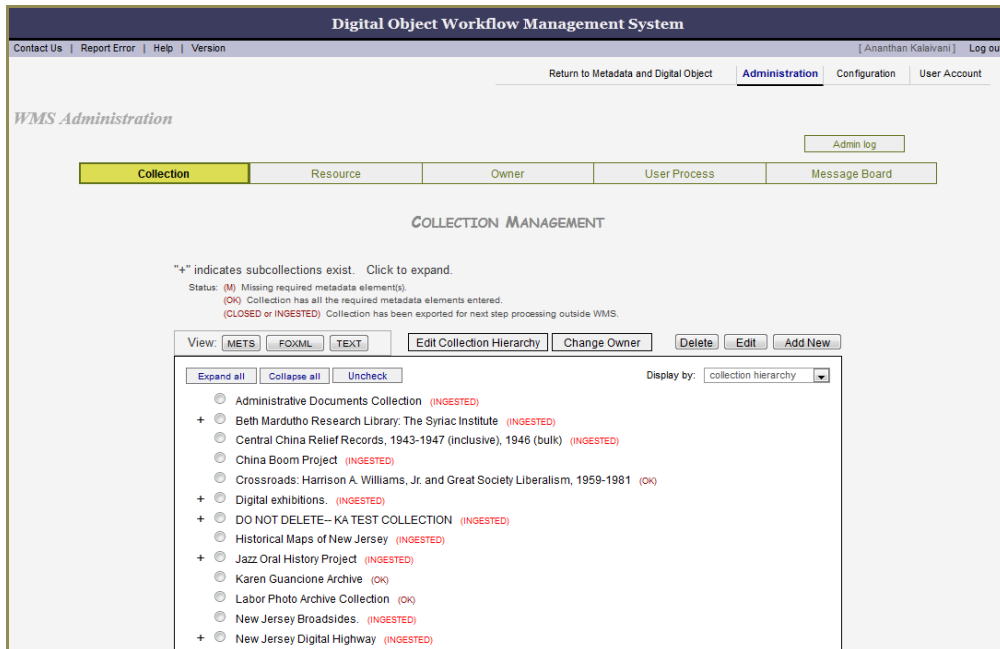 Digital Object Workflow Management System
Contact Us | Report Error | Help | Version [ Ananthan Kalaivani ] Log ou
Return to Metadata and Digital Object Administration Configuration User Account
WMS Administration
Admin log
Collection Resource Owner User Process Message Board
COLLECTION MANAGEMENT
"+" indicates subcollections exist. Click to expand.
Status: (M) Missing required metadata element(s).
(OK) Collection has all the required metadata elements entered.
(CLOSED or INGESTED) Collection has been exported for next step processing outside WMS.
View: METS FOXML TEXT Edit Collection Hierarchy Change Owner Delete Edit Add New
Expand all Collapse all Uncheck Display by: collection hierarchy
Administrative Documents Collection (INGESTED)
+ Beth Mardutho Research Library: The Syriac Institute (INGESTED)
Central China Relief Records, 1943-1947 (inclusive), 1946 (bulk) (INGESTED)
China Boom Project (INGESTED)
Crossroads: Harrison A. Williams, Jr. and Great Society Liberalism, 1959-1981 (OK)
+ Digital exhibitions. (INGESTED)
+ DO NOT DELETE-- KA TEST COLLECTION (INGESTED)
Historical Maps of New Jersey (INGESTED)
+ Jazz Oral History Project (INGESTED)
Karen Guancione Archive (OK)
Labor Photo Archive Collection (OK)
New Jersey Broadsides. (INGESTED)
+ New Jersey Digital Highway (INGESTED)